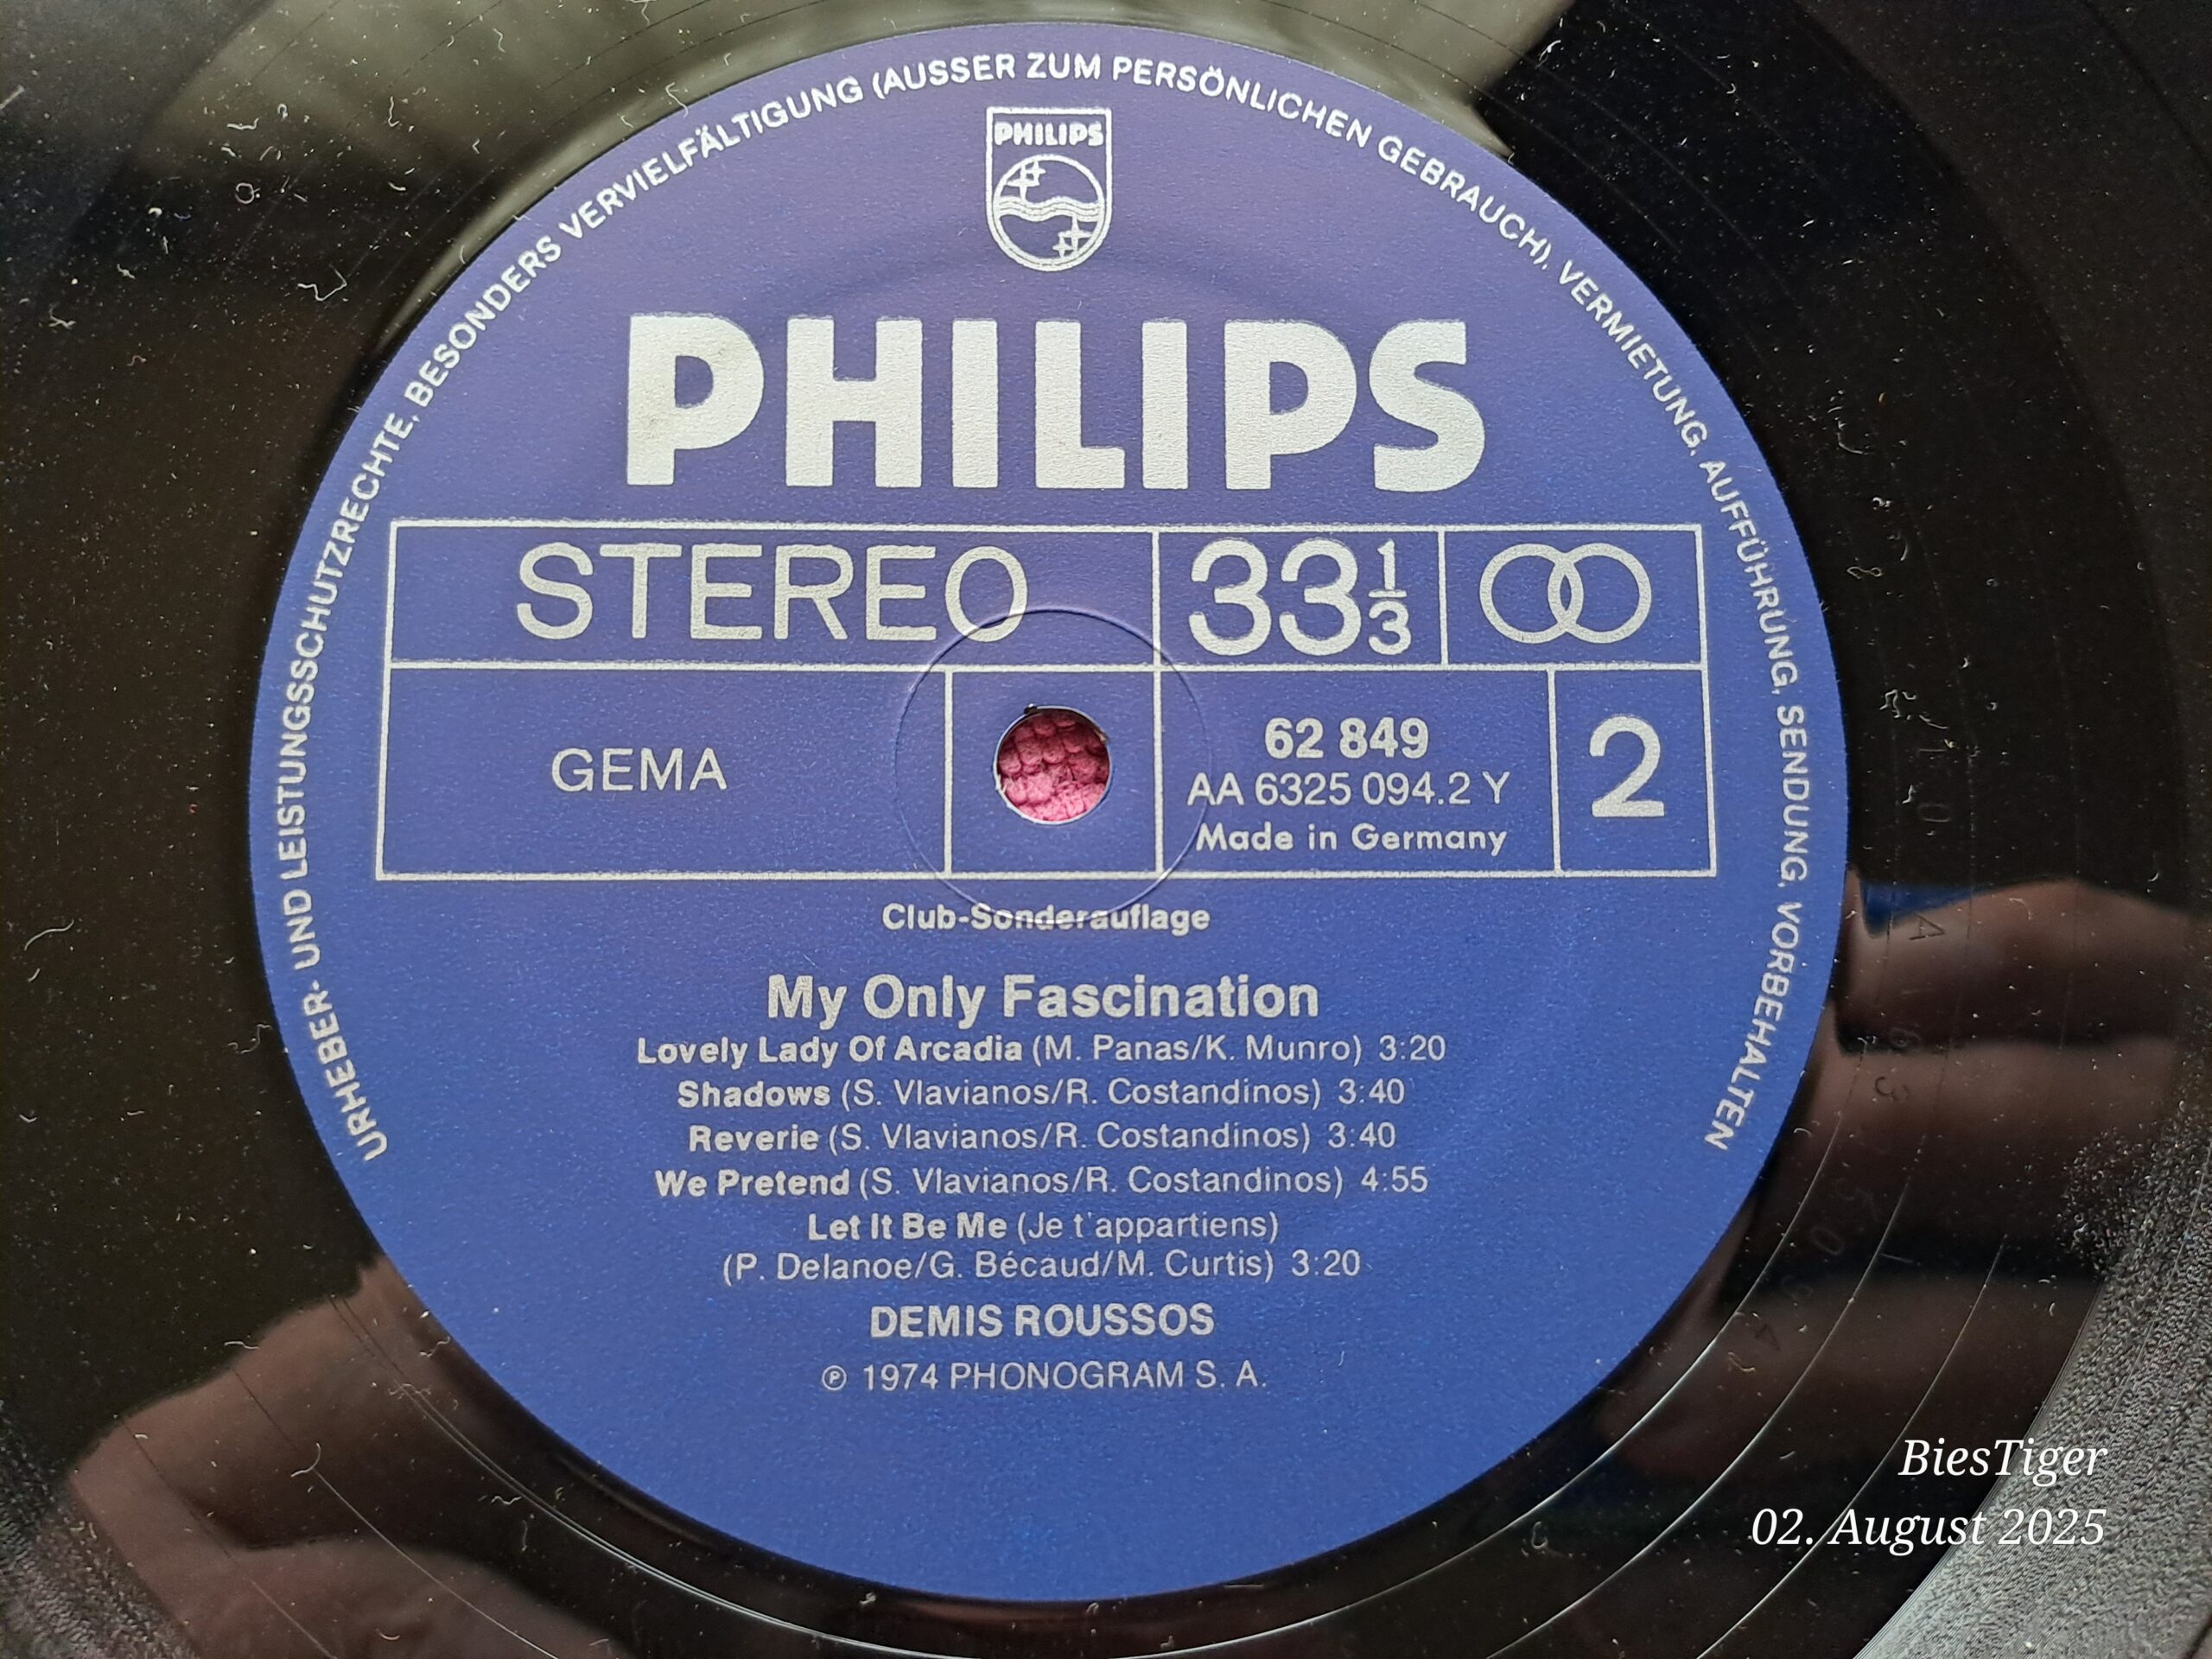 URHEBER- UND LEISTUNGSSCHUTZRECHTE, BESONDERS VERVIELFÄLTIGUNG (AUSSER ZUM PERSÖNLICHEN GEBRAUCH), VERMIETUNG, AUFFÜHRUNG, SENDUNG, VORBEHALTEN
PHILIPS
PHILIPS
STEREO 33 1/3
GEMA
62 849
AA 6325 094.2 Y
Made in Germany
2
Club-Sonderauflage
My Only Fascination
Lovely Lady Of Arcadia (M. Panas/K. Munro) 3:20
Shadows (S. Vlavianos/R. Costandinos) 3:40
Reverie (S. Vlavianos/R. Costandinos) 3:40
We Pretend (S. Vlavianos/R. Costandinos) 4:55
Let It Be Me (Je t'appartiens)
(P. Delanoe/G. Bécaud/M. Curtis) 3:20
DEMIS ROUSSOS
℗ 1974 PHONOGRAM S. A.
BiesTiger
02. August 2025